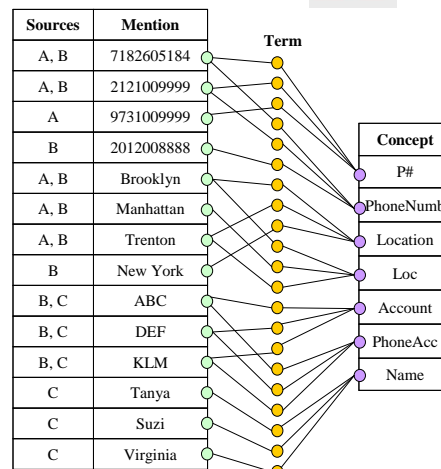 Sources Mention
Term
A, B 7182605184
A, B 2121009999
A 9731009999
B 2012008888
A, B Brooklyn
A, B Manhattan
A, B Trenton
B New York
B, C ABC
B, C DEF
B, C KLM
C Tanya
C Suzi
C Virginia
Concept
P#
PhoneNumb
Location
Loc
Account
PhoneAcc
Name